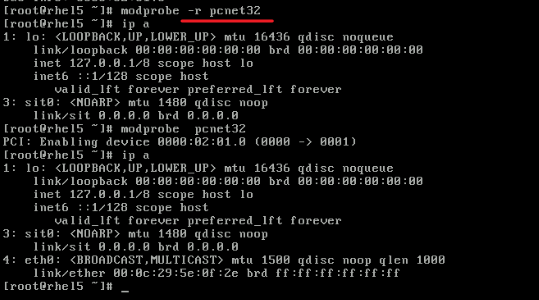 [root@rhel5 ~]# modprobe -r pcnet32
[root@rhel5 ~]# ip a
1: lo: <LOOPBACK,UP,LOWER_UP> mtu 16436 qdisc noqueue
    link/loopback 00:00:00:00:00:00 brd 00:00:00:00:00:00
    inet 127.0.0.1/8 scope host lo
    inet6 ::1/128 scope host
       valid_lft forever preferred_lft forever
3: sit0: <NOARP> mtu 1480 qdisc noop
    link/sit 0.0.0.0 brd 0.0.0.0
[root@rhel5 ~]# modprobe  pcnet32
PCI: Enabling device 0000:02:01.0 (0000 -> 0001)
[root@rhel5 ~]# ip a
1: lo: <LOOPBACK,UP,LOWER_UP> mtu 16436 qdisc noqueue
    link/loopback 00:00:00:00:00:00 brd 00:00:00:00:00:00
    inet 127.0.0.1/8 scope host lo
    inet6 ::1/128 scope host
       valid_lft forever preferred_lft forever
3: sit0: <NOARP> mtu 1480 qdisc noop
    link/sit 0.0.0.0 brd 0.0.0.0
4: eth0: <BROADCAST,MULTICAST> mtu 1500 qdisc noop qlen 1000
    link/ether 00:0c:29:5e:0f:2e brd ff:ff:ff:ff:ff:ff
[root@rhel5 ~]# _